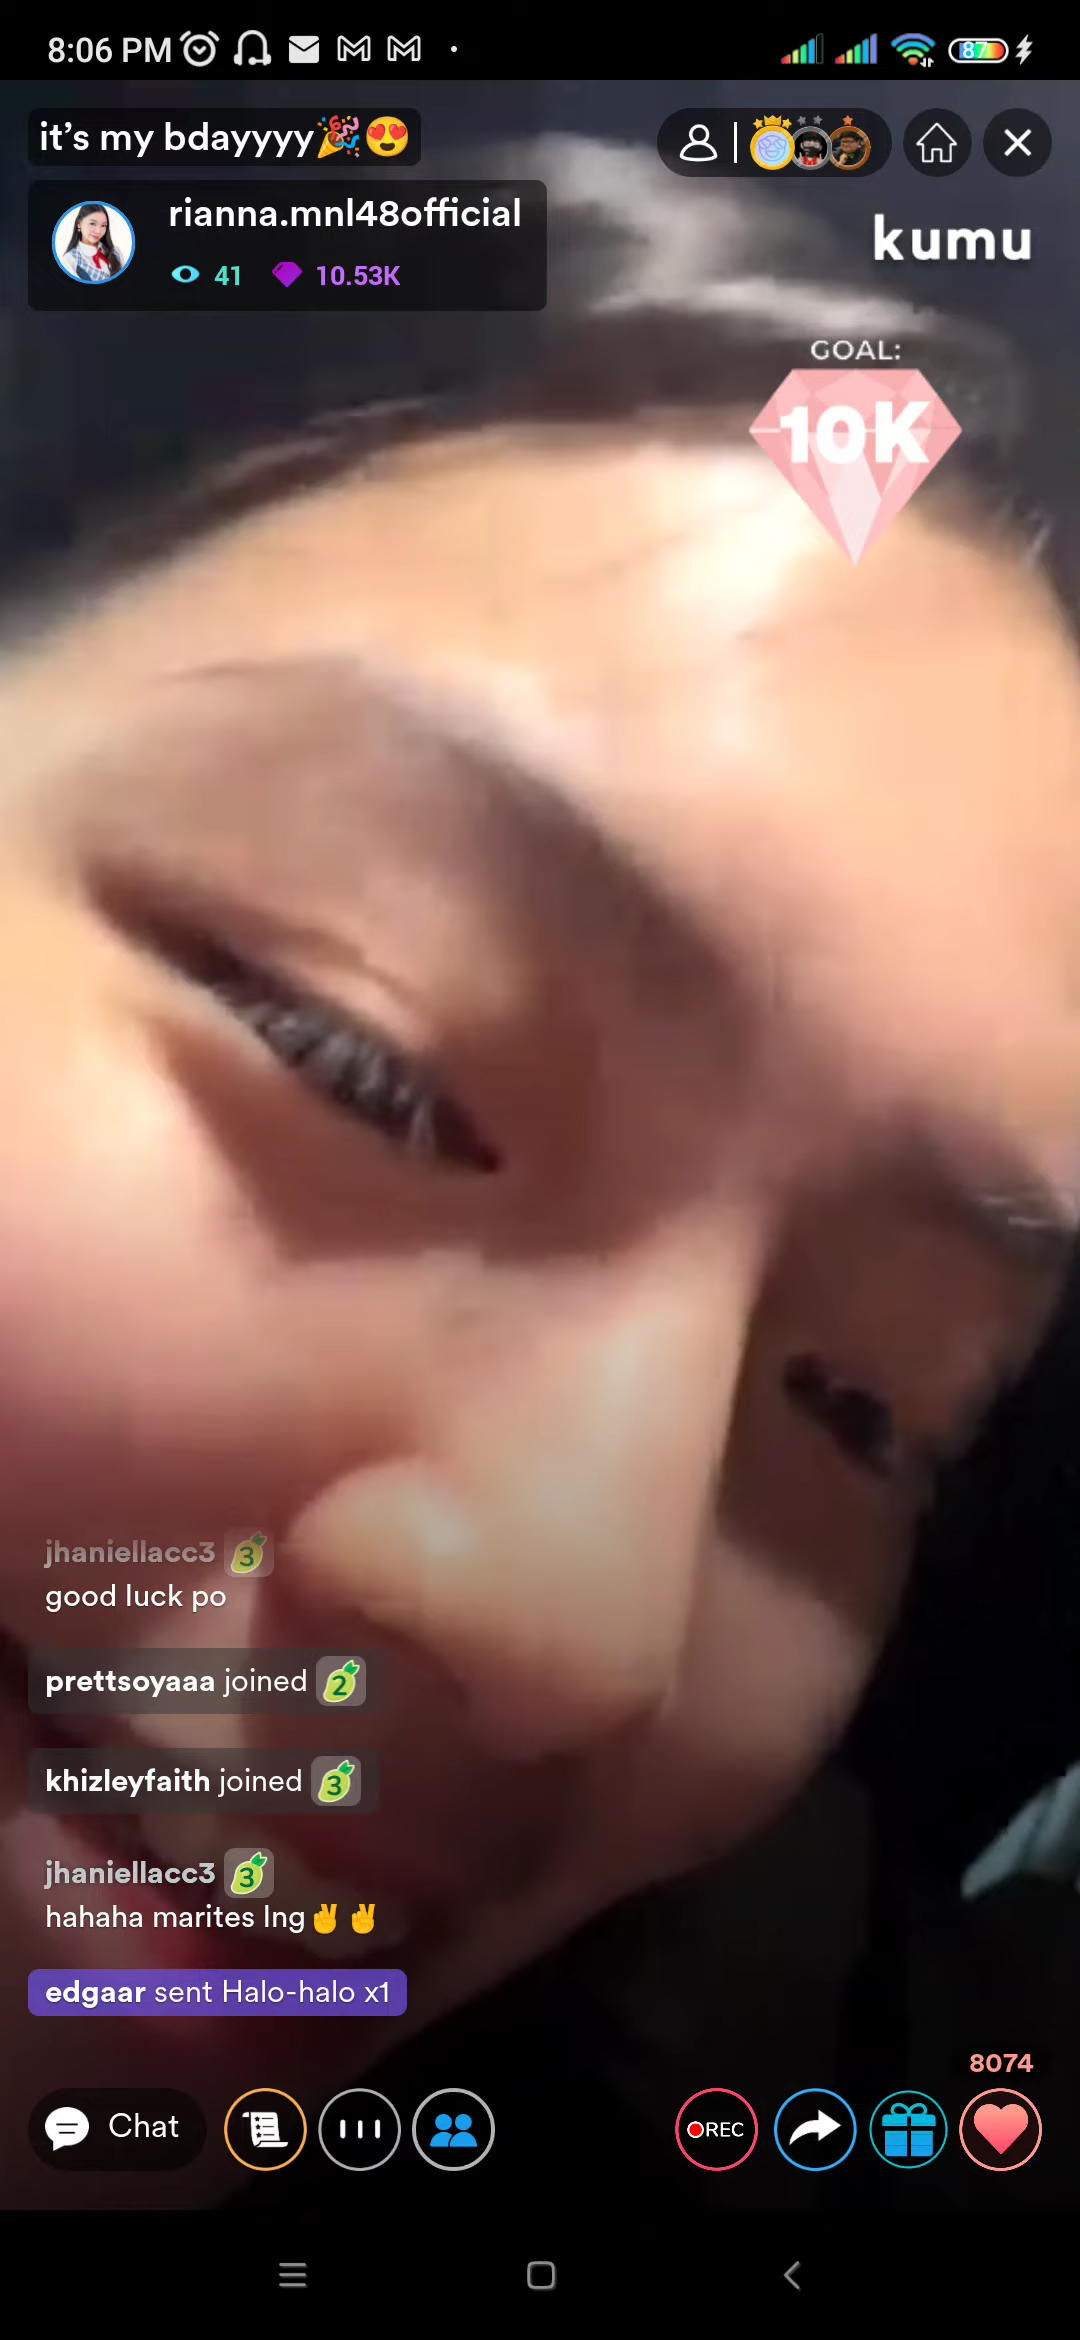 8:06 PM
87
it’s my bdayyyy🎉😍
rianna.mnl48official
41 10.53K
kumu
GOAL:
10K
jhaniellacc3 3
good luck po
prettsoyaaa joined 2
khizleyfaith joined 3
jhaniellacc3 3
hahaha marites lng✌️✌️
edgaar sent Halo-halo x1
8074
Chat
REC